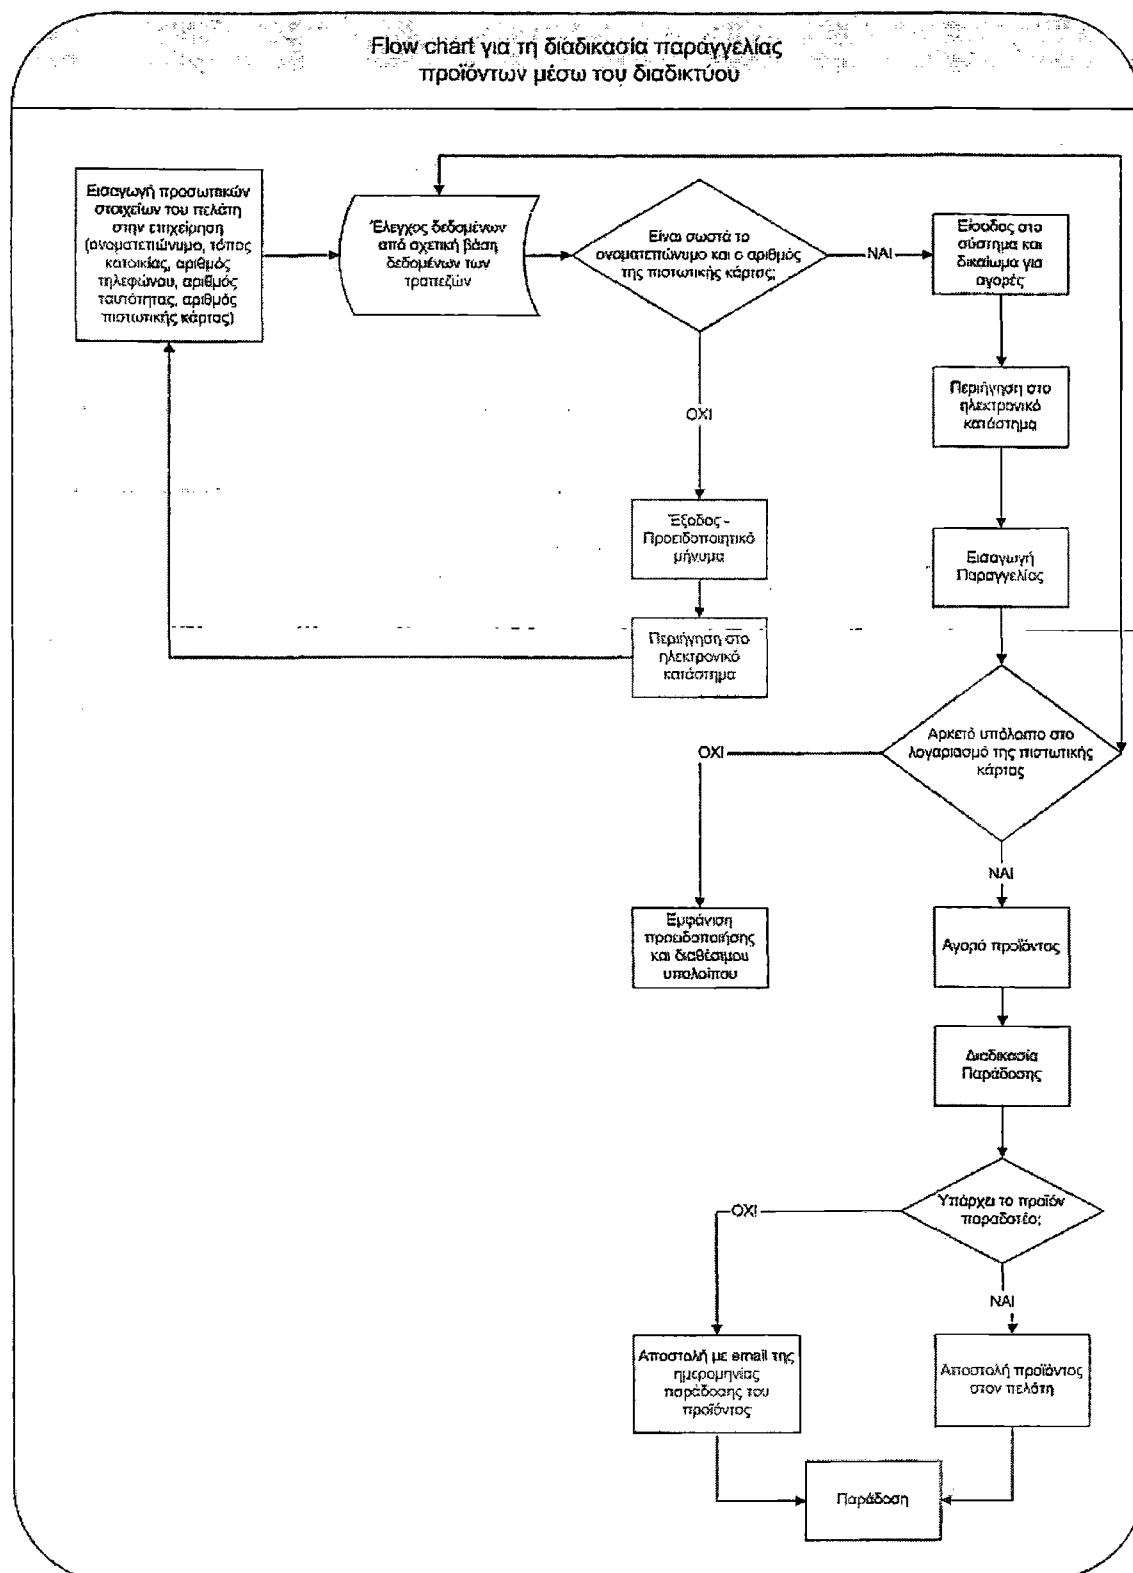 Flow chart για τη διαδικασία παραγγελίας
προϊόντων μέσω του διαδικτύου
Εισαγωγή προσωπικών
στοιχείων του πελάτη
στην επιχείρηση
(ονοματεπώνυμο, τόπος
κατοικίας, αριθμός
τηλεφώνου, αριθμός
ταυτότητας, αριθμός
πιστωτικής κάρτας)
Έλεγχος δεδομένων
από σχετική βάση
δεδομένων των
τραπεζών
Είναι σωστά το
ονοματεπώνυμο και ο αριθμός
της πιστωτικής κάρτας;
ΝΑΙ
Είσοδος στο
σύστημα και
δικαίωμα για
αγορές
ΟΧΙ
Περιήγηση στο
ηλεκτρονικό
κατάστημα
Έξοδος -
Προειδοποιητικό
μήνυμα
Εισαγωγή
Παραγγελίας
Περιήγηση στο
ηλεκτρονικό
κατάστημα
Αρκετό υπόλοιπο στο
λογαριασμό της πιστωτικής
κάρτας
ΟΧΙ
ΝΑΙ
Εμφάνιση
προειδοποίησης
και διαθέσιμου
υπολοίπου
Αγορά προϊόντος
Διαδικασία
Παράδοσης
Υπάρχει το προϊόν
παραδοτέο;
ΟΧΙ
ΝΑΙ
Αποστολή με email της
ημερομηνίας
παράδοσης του
προϊόντος
Αποστολή προϊόντος
στον πελάτη
Παράδοση